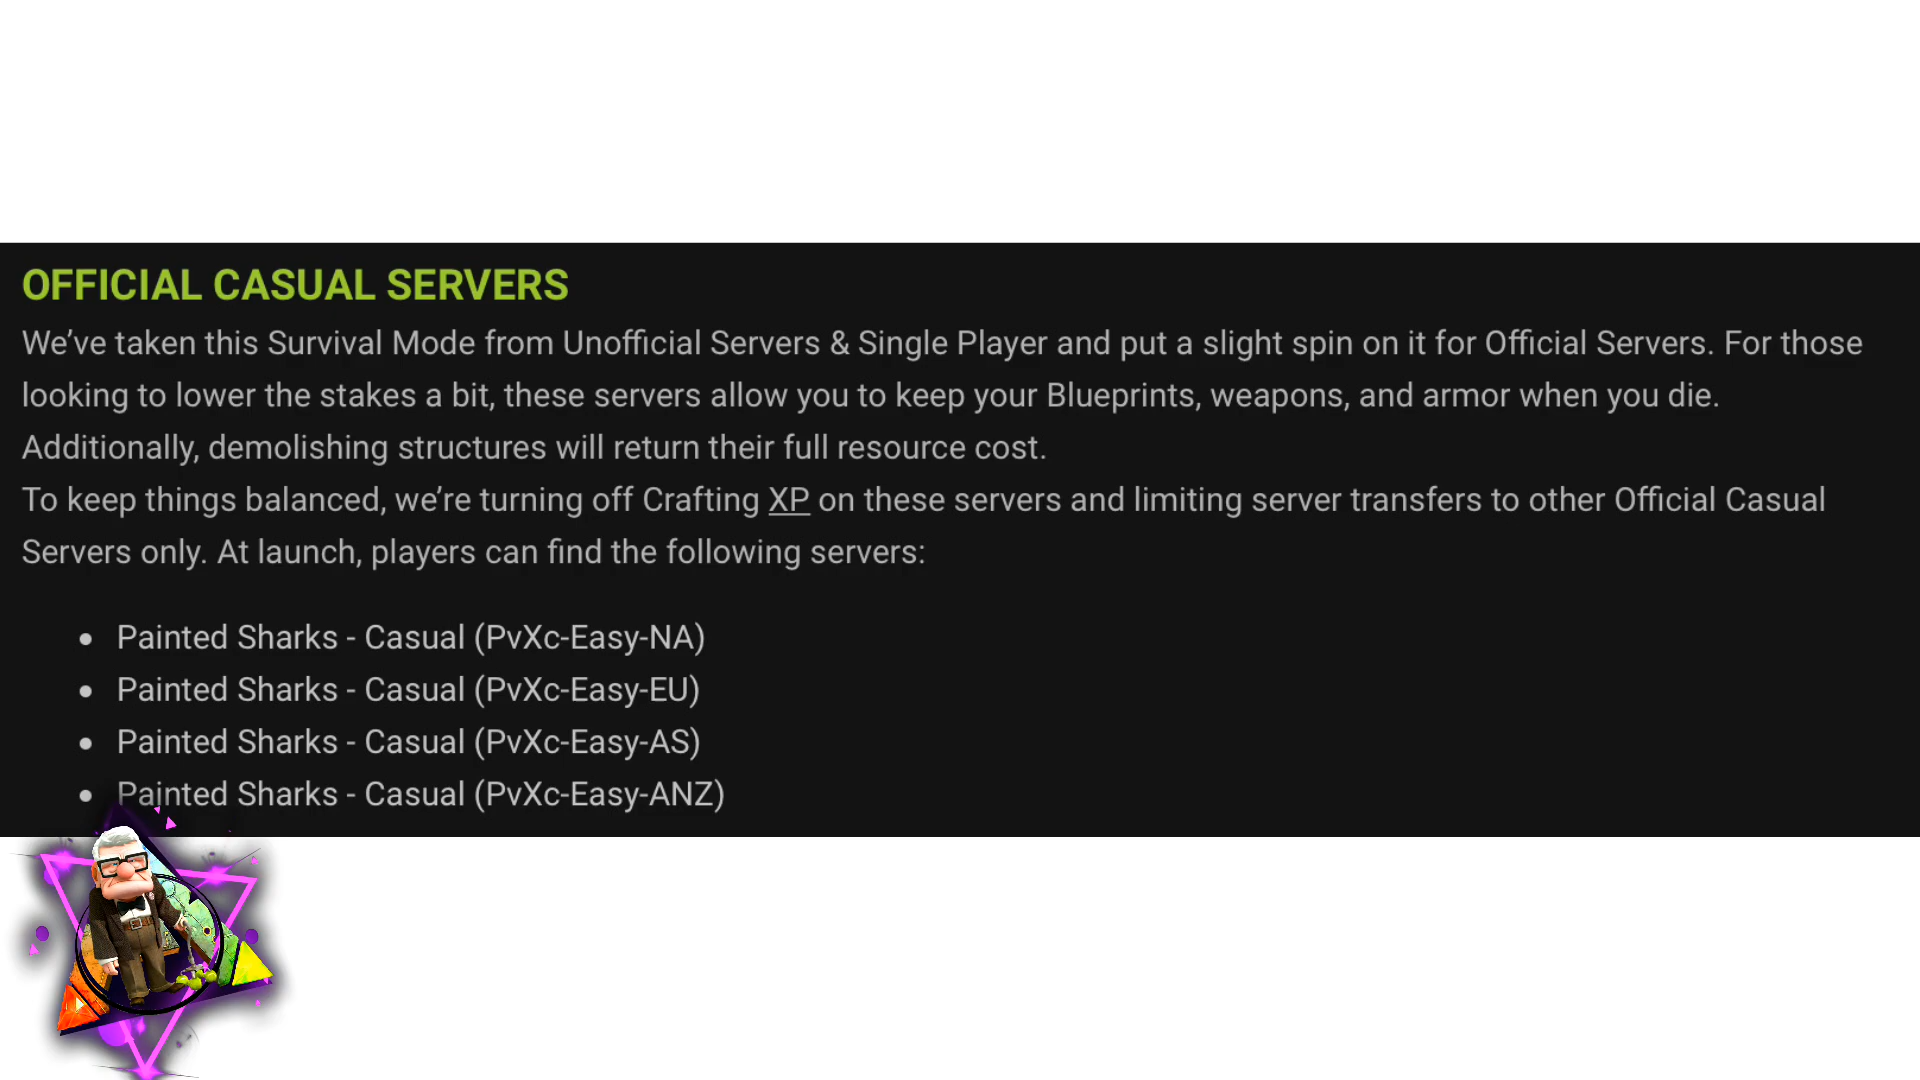 OFFICIAL CASUAL SERVERS
We’ve taken this Survival Mode from Unofficial Servers & Single Player and put a slight spin on it for Official Servers. For those
looking to lower the stakes a bit, these servers allow you to keep your Blueprints, weapons, and armor when you die.
Additionally, demolishing structures will return their full resource cost.
To keep things balanced, we’re turning off Crafting XP on these servers and limiting server transfers to other Official Casual
Servers only. At launch, players can find the following servers:
• Painted Sharks - Casual (PvXc-Easy-NA)
• Painted Sharks - Casual (PvXc-Easy-EU)
• Painted Sharks - Casual (PvXc-Easy-AS)
• Painted Sharks - Casual (PvXc-Easy-ANZ)